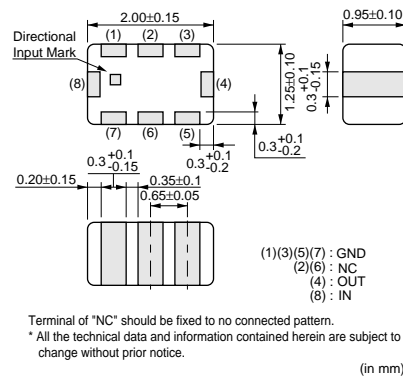 2.00±0.15
0.95±0.10
Directional
Input Mark
(1) (2) (3)
(8)
(4)
(7) (6) (5)
1.25±0.10
0.3+0.1-0.15
0.3+0.1-0.2
0.3+0.1-0.2
0.3+0.1-0.15
0.20±0.15
0.35±0.1
0.65±0.05
(1)(3)(5)(7) : GND
(2)(6) : NC
(4) : OUT
(8) : IN
Terminal of "NC" should be fixed to no connected pattern.
* All the technical data and information contained herein are subject to
change without prior notice.
(in mm)